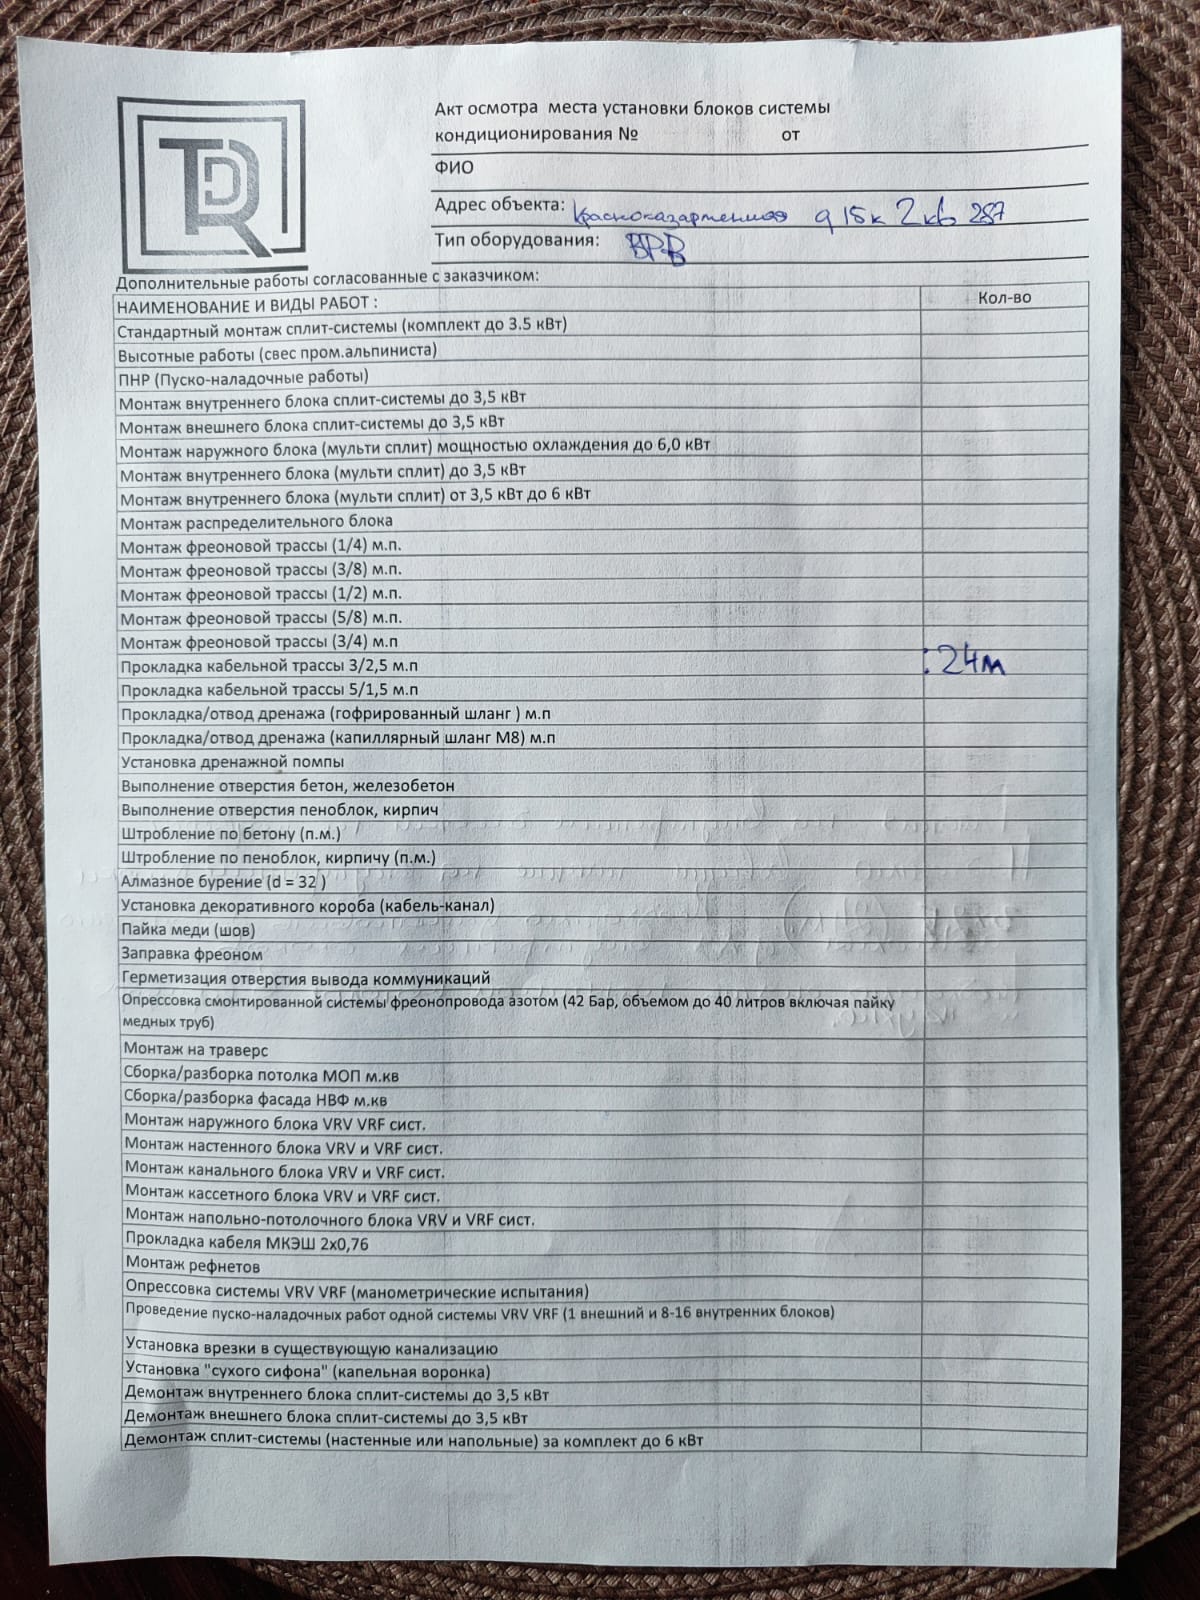 TDR
Акт осмотра места установки блоков системы
кондиционирования № от
ФИО
Адрес объекта: Красноказарменная д 15 к 2 кв 287
Тип оборудования: ВРВ
Дополнительные работы согласованные с заказчиком:
НАИМЕНОВАНИЕ И ВИДЫ РАБОТ : Кол-во
Стандартный монтаж сплит-системы (комплект до 3.5 кВт)
Высотные работы (свес пром.альпиниста)
ПНР (Пуско-наладочные работы)
Монтаж внутреннего блока сплит-системы до 3,5 кВт
Монтаж внешнего блока сплит-системы до 3,5 кВт
Монтаж наружного блока (мульти сплит) мощностью охлаждения до 6,0 кВт
Монтаж внутреннего блока (мульти сплит) до 3,5 кВт
Монтаж внутреннего блока (мульти сплит) от 3,5 кВт до 6 кВт
Монтаж распределительного блока
Монтаж фреоновой трассы (1/4) м.п.
Монтаж фреоновой трассы (3/8) м.п.
Монтаж фреоновой трассы (1/2) м.п.
Монтаж фреоновой трассы (5/8) м.п.
Монтаж фреоновой трассы (3/4) м.п
Прокладка кабельной трассы 3/2,5 м.п : 24м
Прокладка кабельной трассы 5/1,5 м.п
Прокладка/отвод дренажа (гофрированный шланг ) м.п
Прокладка/отвод дренажа (капиллярный шланг М8) м.п
Установка дренажной помпы
Выполнение отверстия бетон, железобетон
Выполнение отверстия пеноблок, кирпич
Штробление по бетону (п.м.)
Штробление по пеноблок, кирпичу (п.м.)
Алмазное бурение (d = 32 )
Установка декоративного короба (кабель-канал)
Пайка меди (шов)
Заправка фреоном
Герметизация отверстия вывода коммуникаций
Опрессовка смонтированной системы фреонопровода азотом (42 Бар, объемом до 40 литров включая пайку
медных труб)
Монтаж на траверс
Сборка/разборка потолка МОП м.кв
Сборка/разборка фасада НВФ м.кв
Монтаж наружного блока VRV VRF сист.
Монтаж настенного блока VRV и VRF сист.
Монтаж канального блока VRV и VRF сист.
Монтаж кассетного блока VRV и VRF сист.
Монтаж напольно-потолочного блока VRV и VRF сист.
Прокладка кабеля МКЭШ 2x0,76
Монтаж рефнетов
Опрессовка системы VRV VRF (манометрические испытания)
Проведение пуско-наладочных работ одной системы VRV VRF (1 внешний и 8-16 внутренних блоков)
Установка врезки в существующую канализацию
Установка "сухого сифона" (капельная воронка)
Демонтаж внутреннего блока сплит-системы до 3,5 кВт
Демонтаж внешнего блока сплит-системы до 3,5 кВт
Демонтаж сплит-системы (настенные или напольные) за комплект до 6 кВт